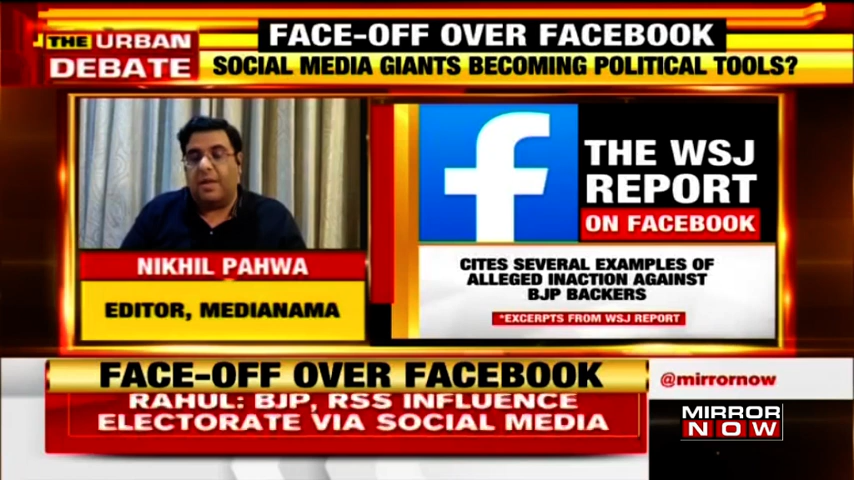 THE URBAN
DEBATE
FACE-OFF OVER FACEBOOK
SOCIAL MEDIA GIANTS BECOMING POLITICAL TOOLS?
NIKHIL PAHWA
EDITOR, MEDIANAMA
f
THE WSJ
REPORT
ON FACEBOOK
CITES SEVERAL EXAMPLES OF
ALLEGED INACTION AGAINST
BJP BACKERS
*EXCERPTS FROM WSJ REPORT
FACE-OFF OVER FACEBOOK
RAHUL: BJP, RSS INFLUENCE
ELECTORATE VIA SOCIAL MEDIA
@mirrornow
MIRROR
NOW